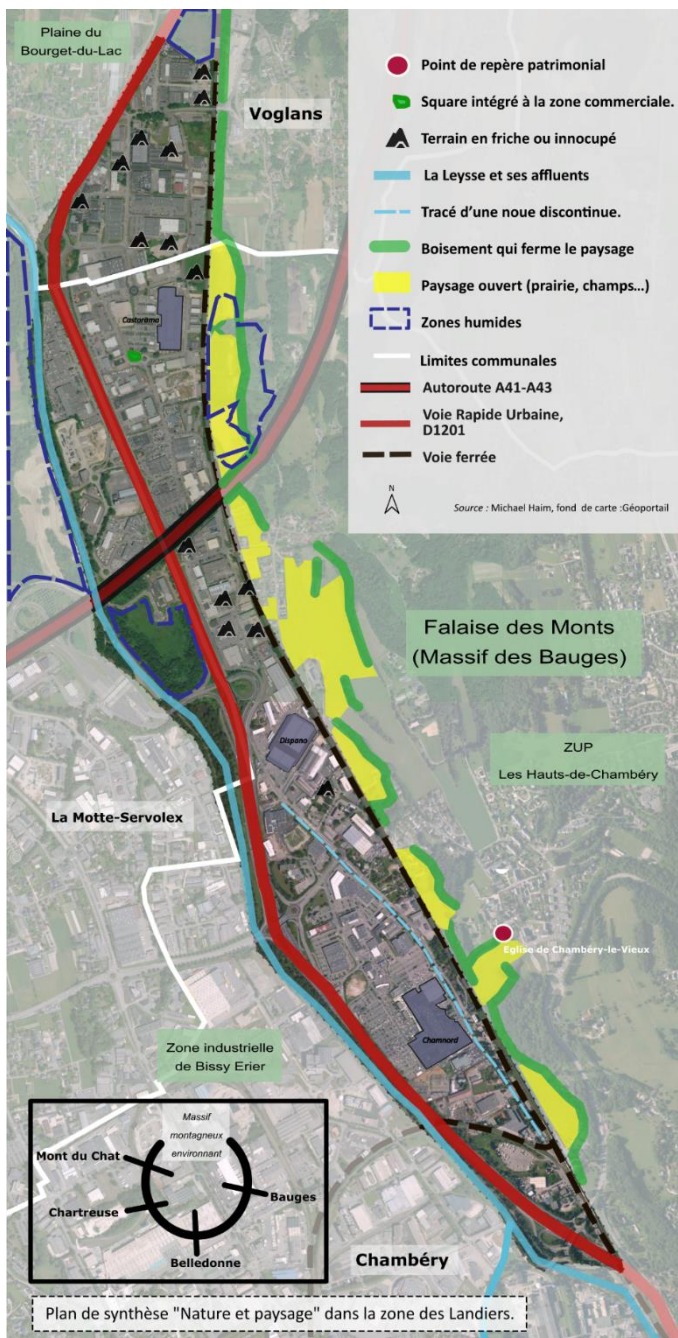 Plaine du
Bourget-du-Lac
Voglans
Point de repère patrimonial
Square intégré à la zone commerciale.
Terrain en friche ou innocupé
La Leysse et ses affluents
Tracé d'une noue discontinue.
Boisement qui ferme le paysage
Paysage ouvert (prairie, champs...)
Zones humides
Limites communales
Autoroute A41-A43
Voie Rapide Urbaine,
D1201
Voie ferrée
N
Source : Michael Haim, fond de carte :Géoportail
Castorama
Falaise des Monts
(Massif des Bauges)
ZUP
Les Hauts-de-Chambéry
Dispano
La Motte-Servolex
Eglise de Chambéry-le-Vieux
Chamnord
Zone industrielle
de Bissy Erier
Massif
montagneux
environnant
Mont du Chat
Bauges
Chartreuse
Belledonne
Chambéry
Plan de synthèse "Nature et paysage" dans la zone des Landiers.